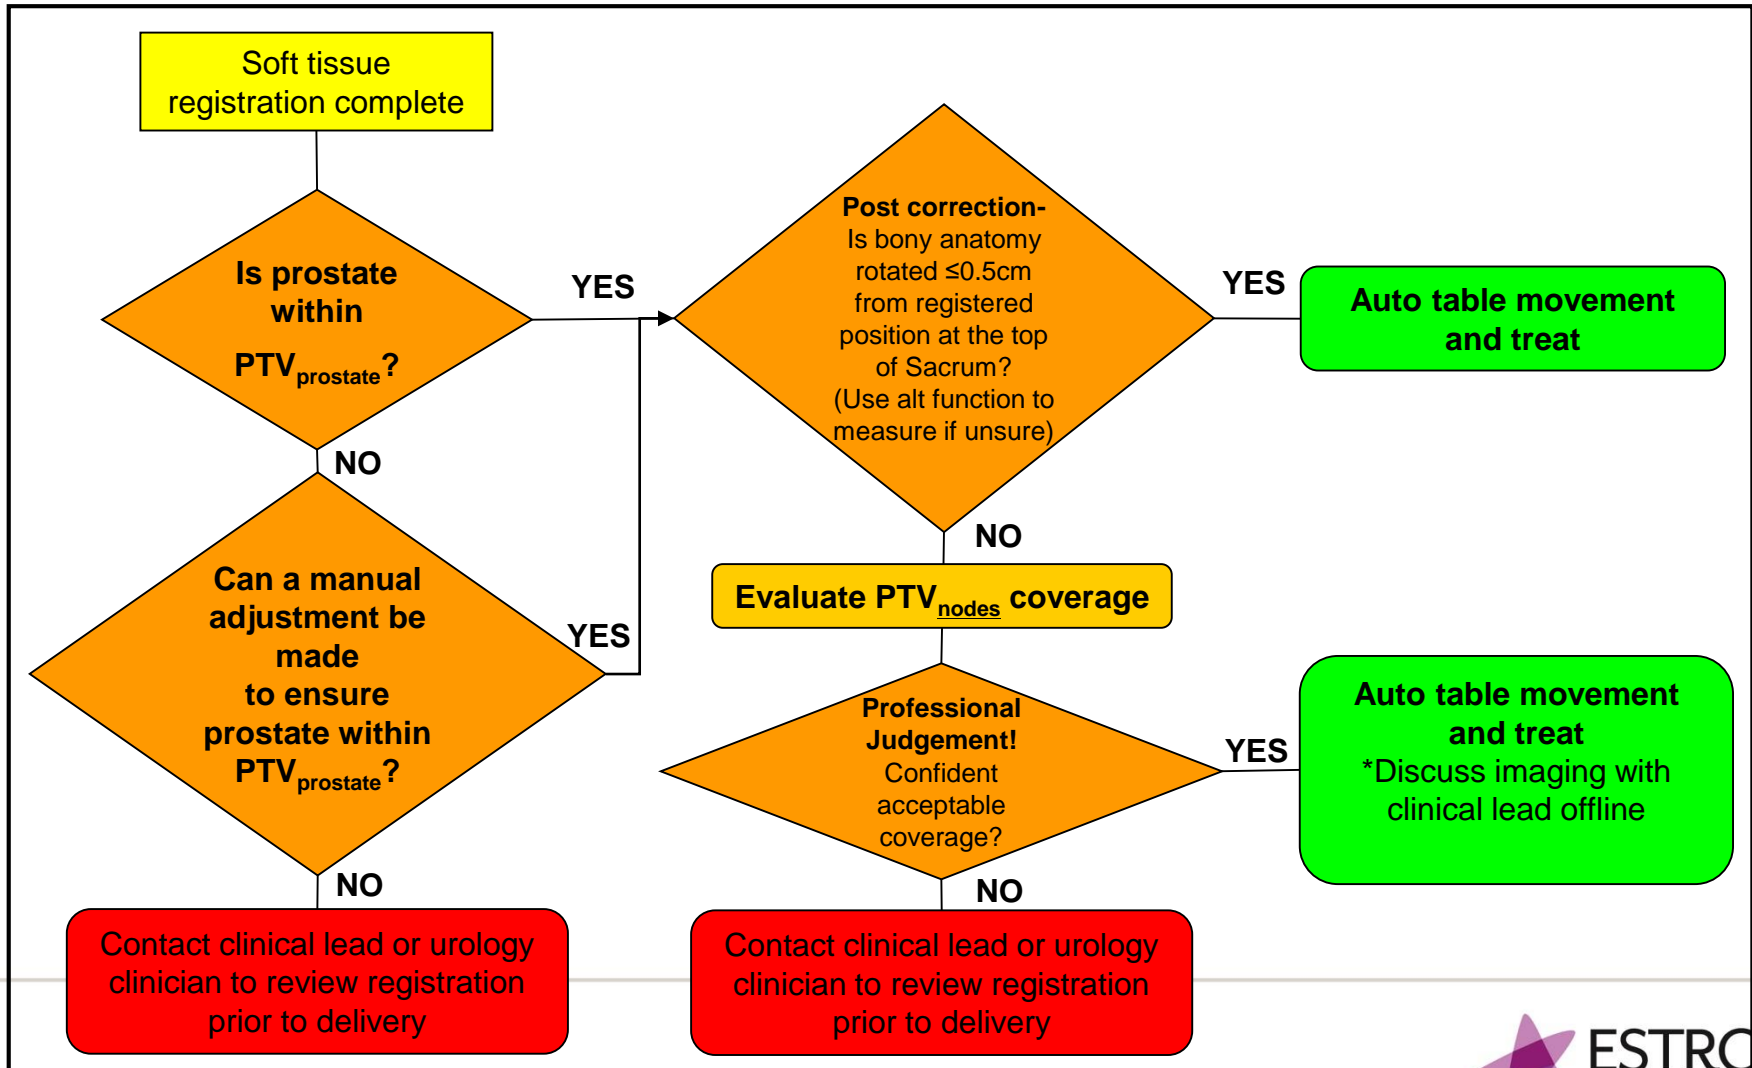 Soft tissue
registration complete
Is prostate
within
PTVprostate?
YES
NO
Can a manual
adjustment be
made
to ensure
prostate within
PTVprostate?
YES
NO
Contact clinical lead or urology
clinician to review registration
prior to delivery
Post correction-
Is bony anatomy
rotated ≤0.5cm
from registered
position at the top
of Sacrum?
(Use alt function to
measure if unsure)
YES
Auto table movement
and treat
NO
Evaluate PTVnodes coverage
Professional
Judgement!
Confident
acceptable
coverage?
YES
Auto table movement
and treat
*Discuss imaging with
clinical lead offline
NO
Contact clinical lead or urology
clinician to review registration
prior to delivery
ESTRO